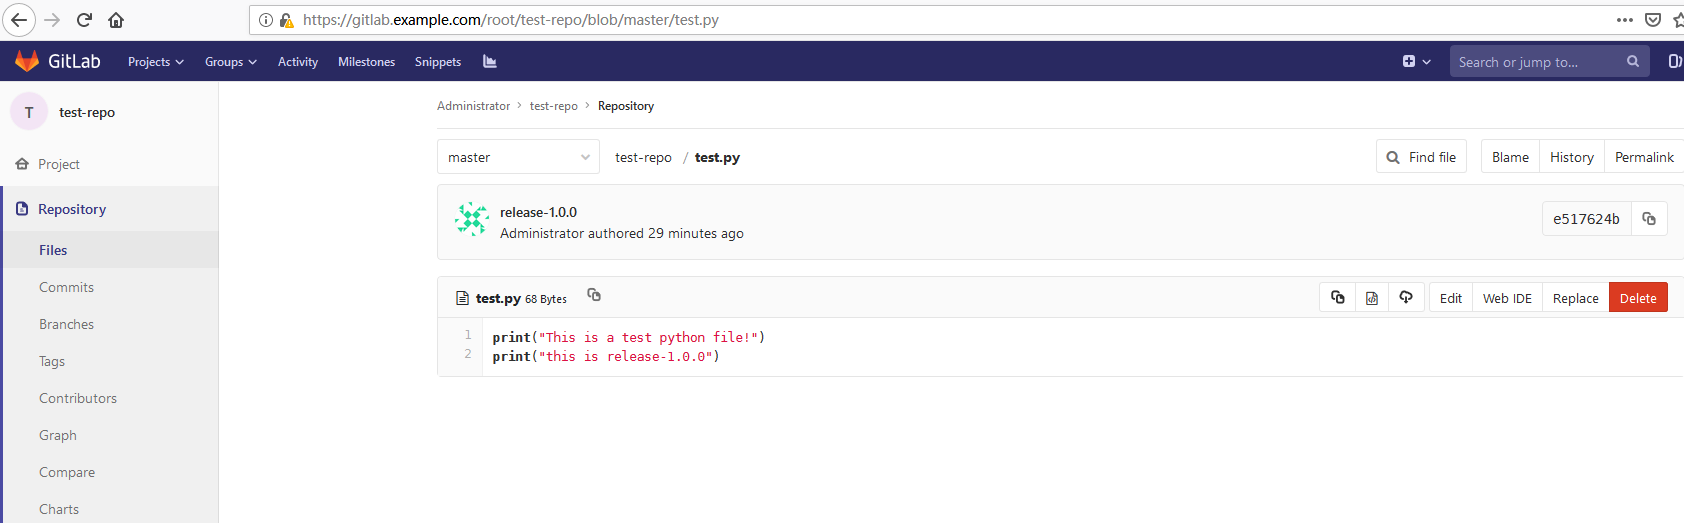 https://gitlab.example.com/root/test-repo/blob/master/test.py
GitLab Projects Groups Activity Milestones Snippets Search or jump to...
T test-repo
Administrator > test-repo > Repository
Project
master test-repo / test.py Find file Blame History Permalink
Repository
release-1.0.0
Administrator authored 29 minutes ago
e517624b
Files
Commits
Branches
Tags
Contributors
Graph
Compare
Charts
test.py 68 Bytes Edit Web IDE Replace Delete
1 print("This is a test python file!")
2 print("this is release-1.0.0")